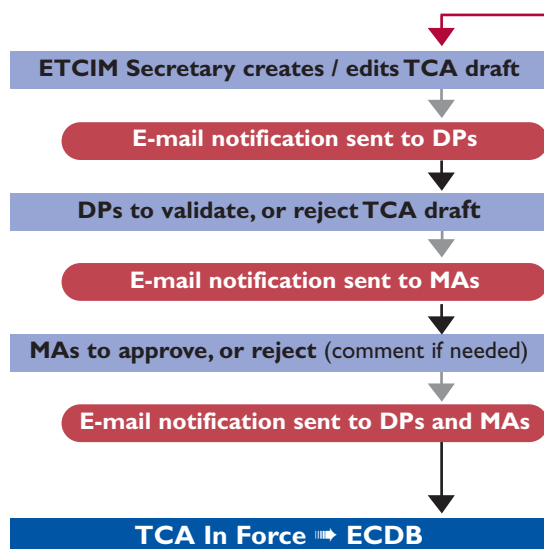 ETCIM Secretary creates / edits TCA draft
E-mail notification sent to DPs
DPs to validate, or reject TCA draft
E-mail notification sent to MAs
MAs to approve, or reject (comment if needed)
E-mail notification sent to DPs and MAs
TCA In Force ➠ ECDB